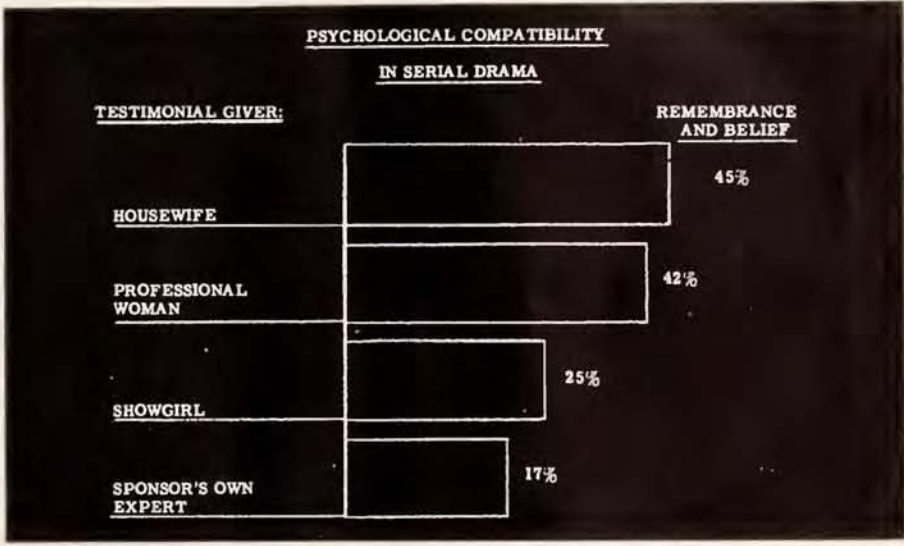 PSYCHOLOGICAL COMPATIBILITY
IN SERIAL DRAMA
TESTIMONIAL GIVER:
REMEMBRANCE
AND BELIEF
HOUSEWIFE
45%
PROFESSIONAL
WOMAN
42%
SHOWGIRL
25%
SPONSOR'S OWN
EXPERT
17%